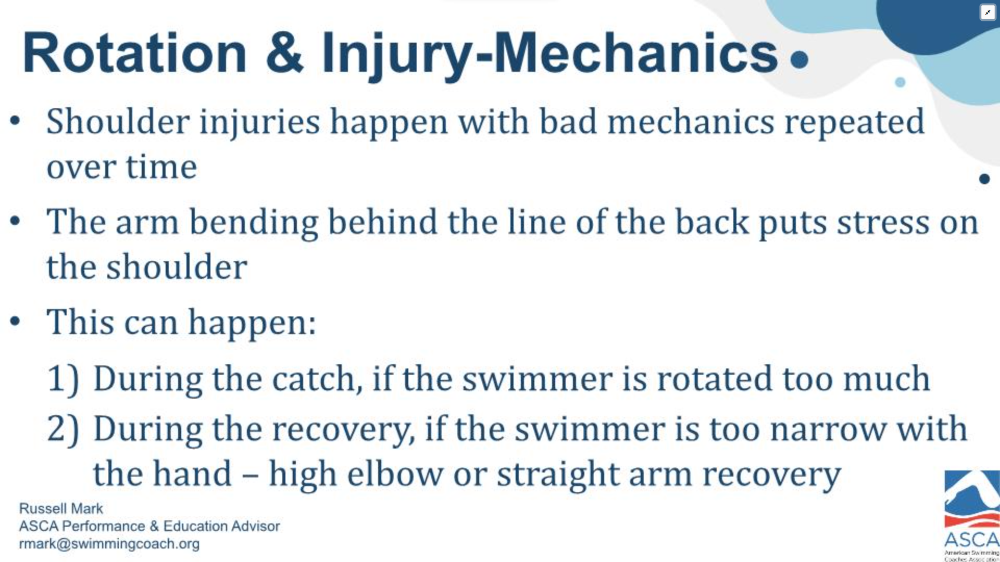 Rotation & Injury-Mechanics
• Shoulder injuries happen with bad mechanics repeated
over time
• The arm bending behind the line of the back puts stress on
the shoulder
• This can happen:
1) During the catch, if the swimmer is rotated too much
2) During the recovery, if the swimmer is too narrow with
the hand – high elbow or straight arm recovery
Russell Mark
ASCA Performance & Education Advisor
rmark@swimmingcoach.org
ASCA
American Swimming
Coaches Association